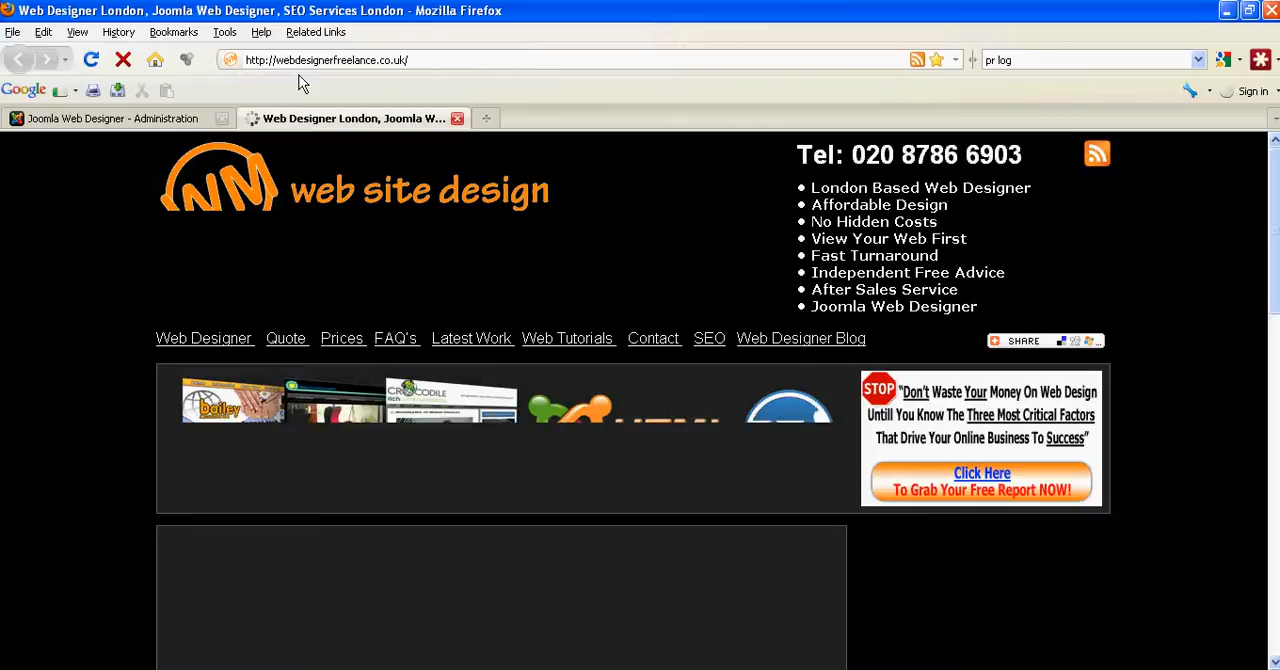 Web Designer London, Joomla Web Designer, SEO Services London - Mozilla Firefox
File Edit View History Bookmarks Tools Help Related Links
http://webdesignerfreelance.co.uk/
pr log
Google
Sign in
Joomla Web Designer - Administration
Web Designer London, Joomla W...
NM web site design
Tel: 020 8786 6903
• London Based Web Designer
• Affordable Design
• No Hidden Costs
• View Your Web First
• Fast Turnaround
• Independent Free Advice
• After Sales Service
• Joomla Web Designer
Web Designer Quote Prices FAQ's Latest Work Web Tutorials Contact SEO Web Designer Blog
SHARE
bailey
CROCODILE
STOP
"Don't Waste Your Money On Web Design
Untill You Know The Three Most Critical Factors
That Drive Your Online Business To Success"
Click Here
To Grab Your Free Report NOW!